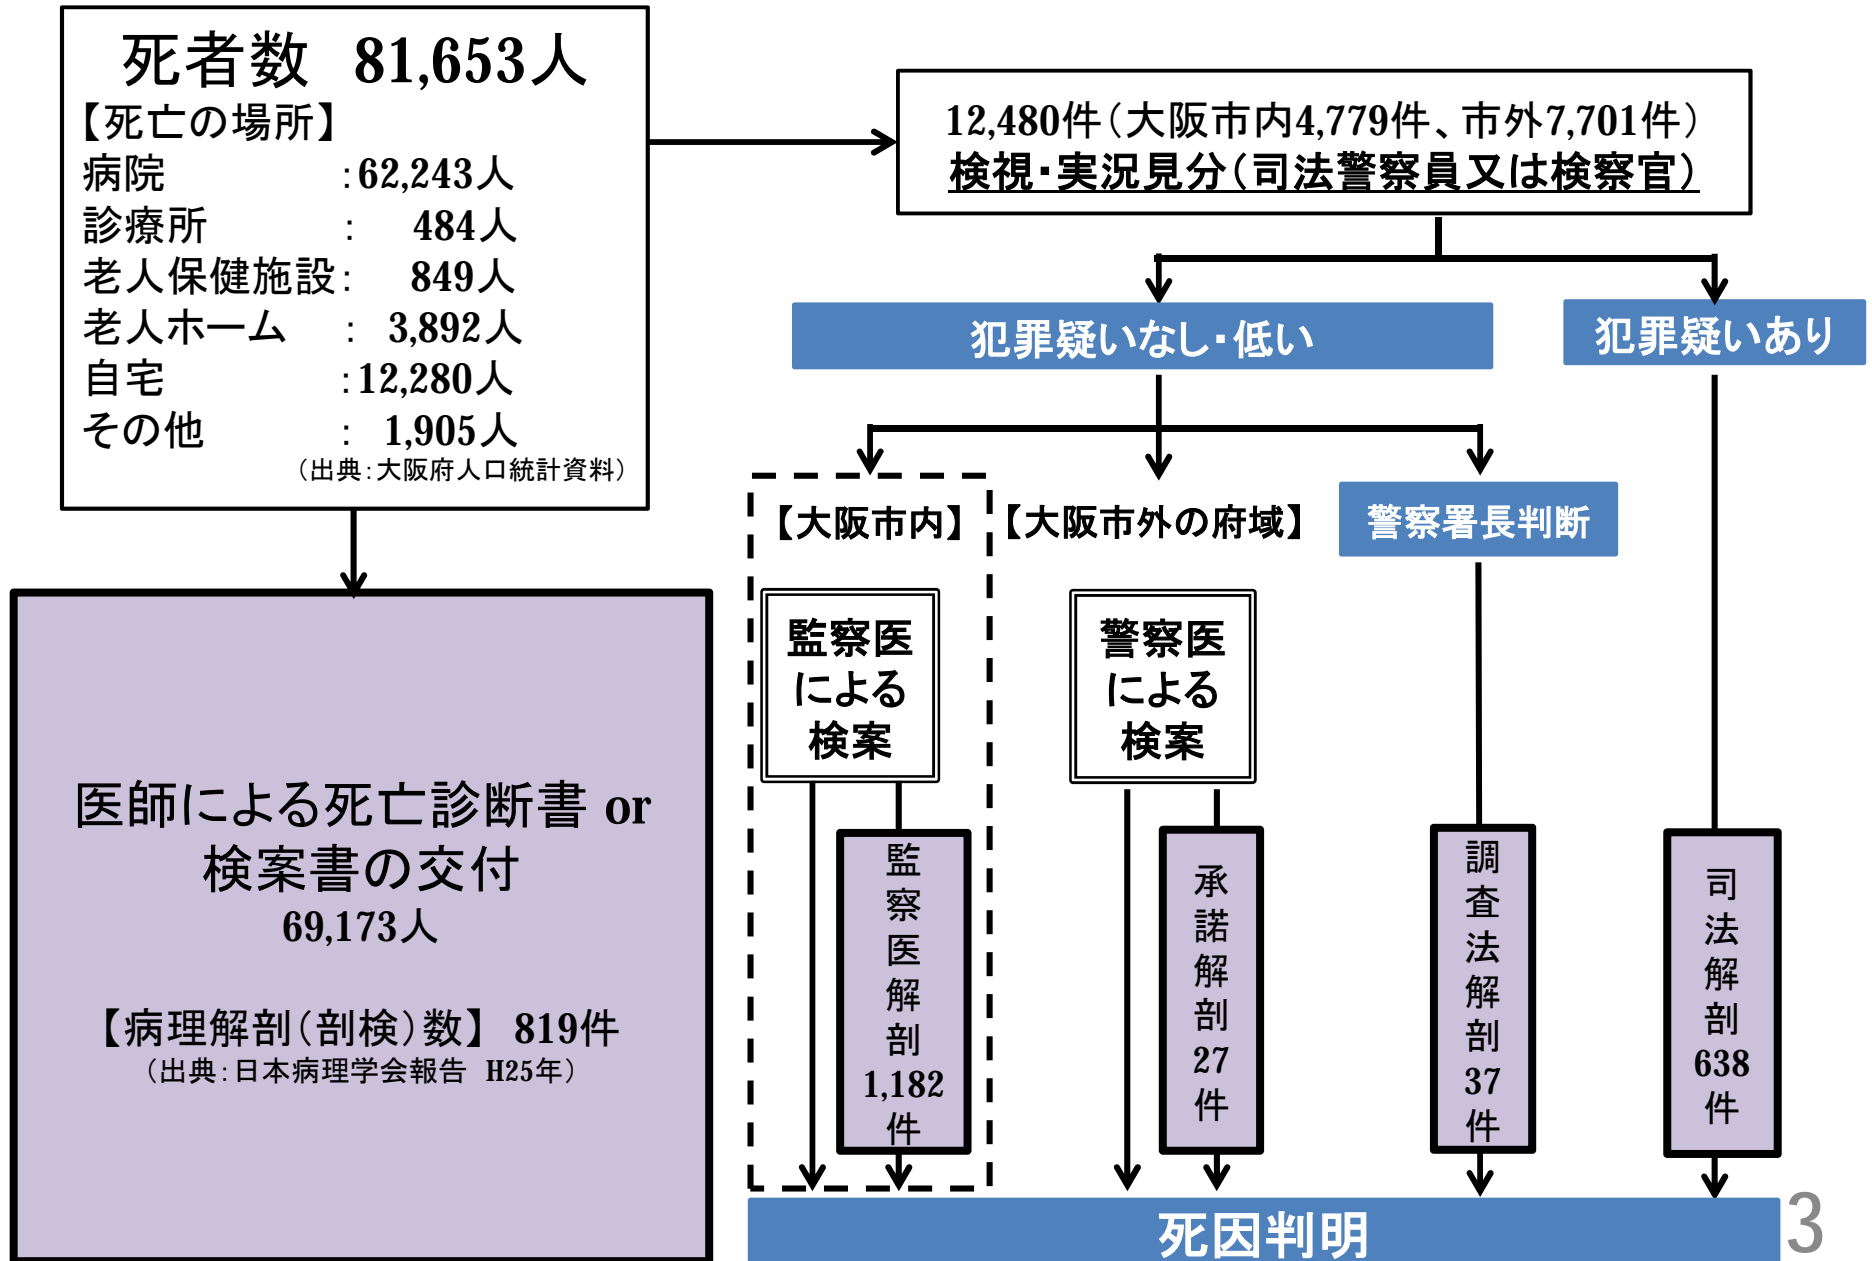 死者数 81,653人
【死亡の場所】
病院 :62,243人
診療所 : 484人
老人保健施設: 849人
老人ホーム : 3,892人
自宅 :12,280人
その他 : 1,905人
(出典:大阪府人口統計資料)
12,480件(大阪市内4,779件、市外7,701件)
検視・実況見分(司法警察員又は検察官)
犯罪疑いなし・低い
犯罪疑いあり
【大阪市内】
【大阪市外の府域】
警察署長判断
監察医
による
検案
警察医
による
検案
医師による死亡診断書 or
検案書の交付
69,173人
【病理解剖(剖検)数】 819件
(出典:日本病理学会報告 H25年)
監察医解剖1,182件
承諾解剖27件
調査法解剖37件
司法解剖638件
死因判明
3